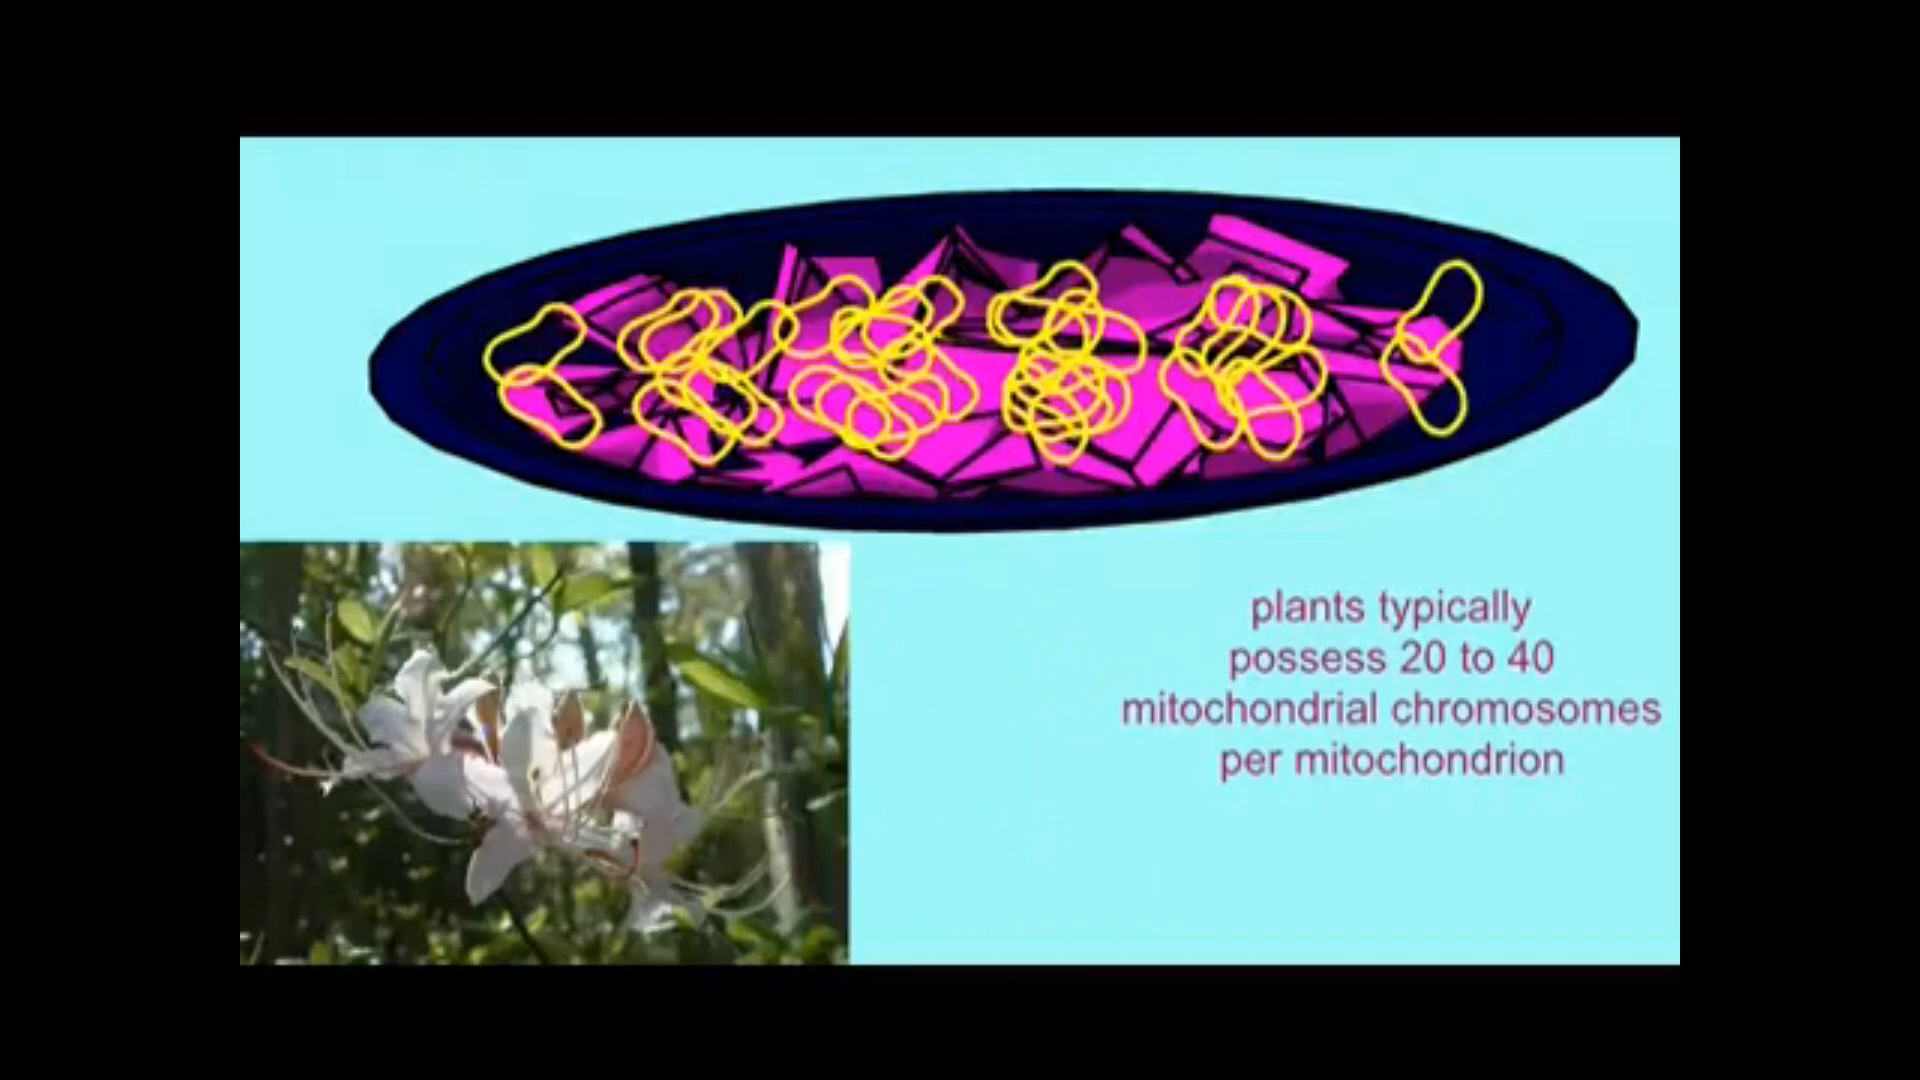 plants typically
possess 20 to 40
mitochondrial chromosomes
per mitochondrion